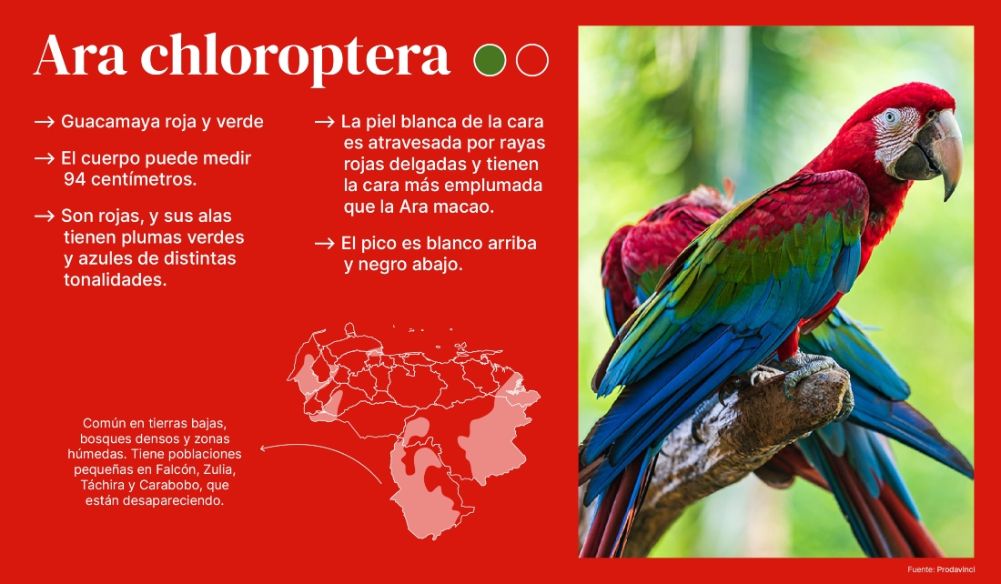 Ara chloroptera
→ Guacamaya roja y verde
→ El cuerpo puede medir
94 centímetros.
→ Son rojas, y sus alas
tienen plumas verdes
y azules de distintas
tonalidades.
→ La piel blanca de la cara
es atravesada por rayas
rojas delgadas y tienen
la cara más emplumada
que la Ara macao.
→ El pico es blanco arriba
y negro abajo.
Común en tierras bajas,
bosques densos y zonas
húmedas. Tiene poblaciones
pequeñas en Falcón, Zulia,
Táchira y Carabobo, que
están desapareciendo.
Fuente: Prodavinci